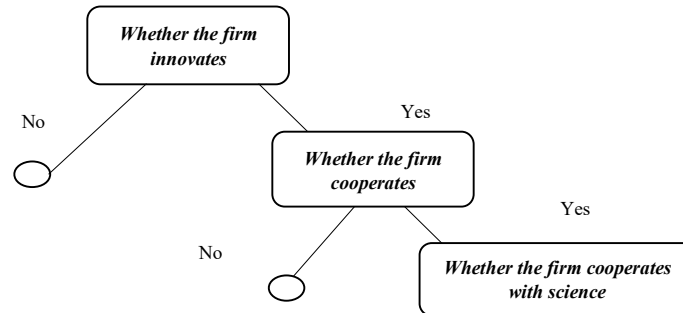 Whether the firm
innovates
No
Yes
Whether the firm
cooperates
Yes
No
Whether the firm cooperates
with science